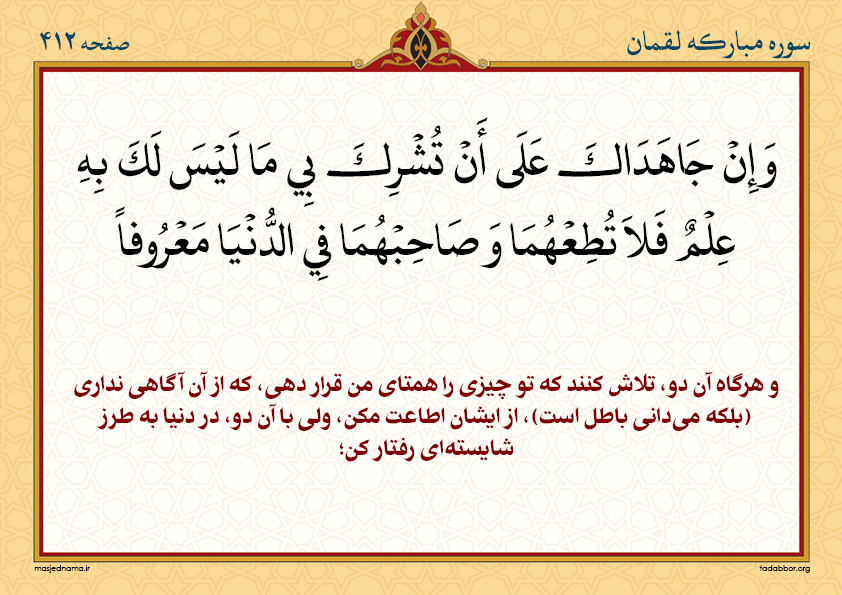 سوره مبارکه لقمان
صفحه ۴۱۲
وَإِنْ جَاهَدَاكَ عَلَى أَنْ تُشْرِكَ بِي مَا لَيْسَ لَكَ بِهِ
عِلْمٌ فَلاَ تُطِعْهُمَا وَ صَاحِبْهُمَا فِي الدُّنْيَا مَعْرُوفاً
و هرگاه آن دو، تلاش کنند که تو چیزی را همتای من قرار دهی، که از آن آگاهی نداری
(بلکه می‌دانی باطل است)، از ایشان اطاعت مکن، ولی با آن دو، در دنیا به طرز
شایسته‌ای رفتار کن؛
masjednama.ir
tadabbor.org